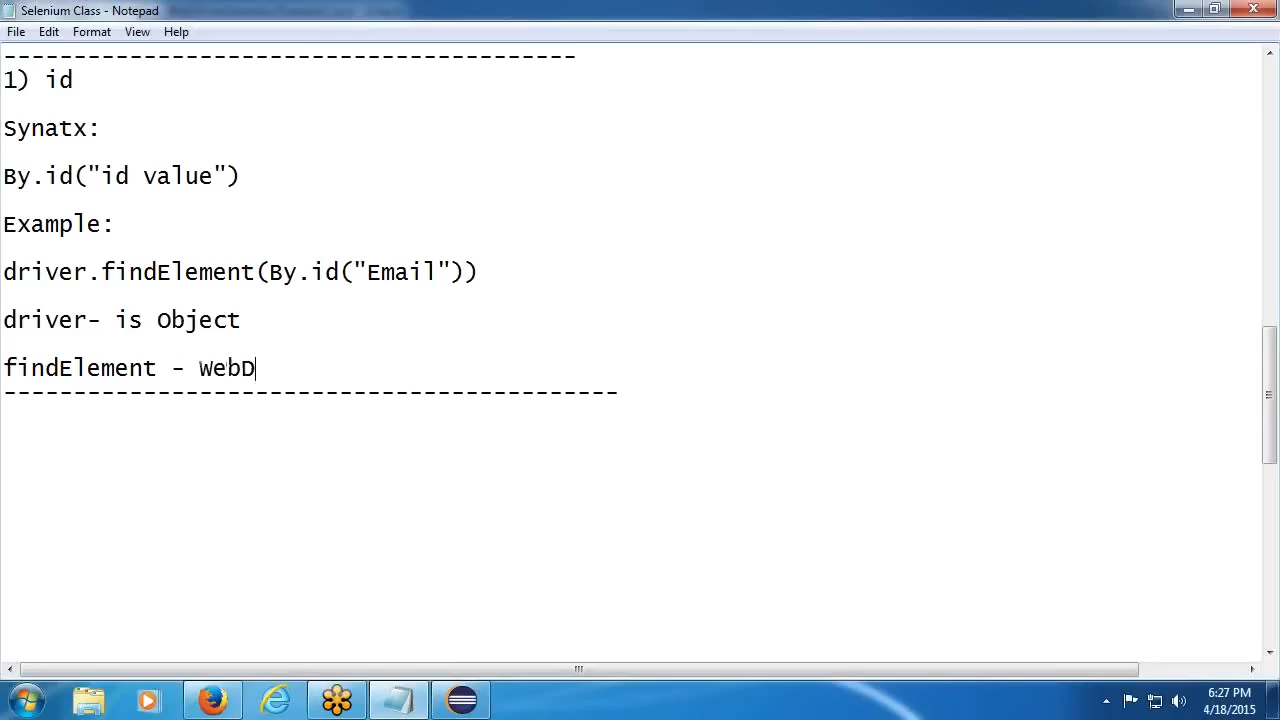 Selenium Class - Notepad
File Edit Format View Help
-----------------------------------------
1) id
Synatx:
By.id("id value")
Example:
driver.findElement(By.id("Email"))
driver- is Object
findElement - WebD
--------------------------------------------
6:27 PM
4/18/2015